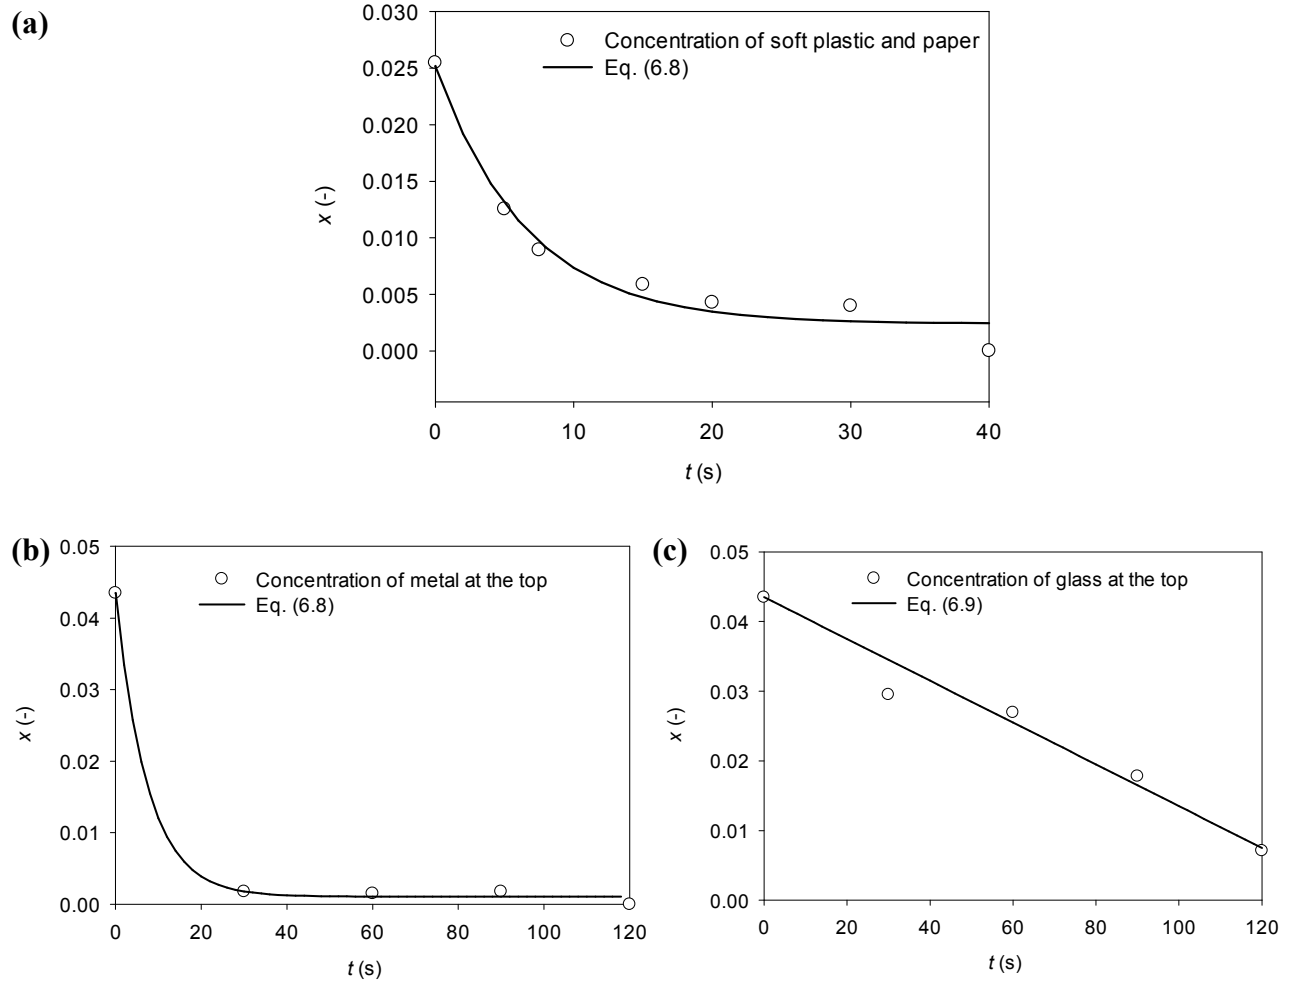 (a)
0.030
0.025
0.020
0.015
0.010
0.005
0.000
x (-)
Concentration of soft plastic and paper
Eq. (6.8)
0 10 20 30 40
t (s)
(b)
0.05
0.04
0.03
0.02
0.01
0.00
x (-)
Concentration of metal at the top
Eq. (6.8)
0 20 40 60 80 100 120
t (s)
(c)
0.05
0.04
0.03
0.02
0.01
0.00
x (-)
Concentration of glass at the top
Eq. (6.9)
0 20 40 60 80 100 120
t (s)